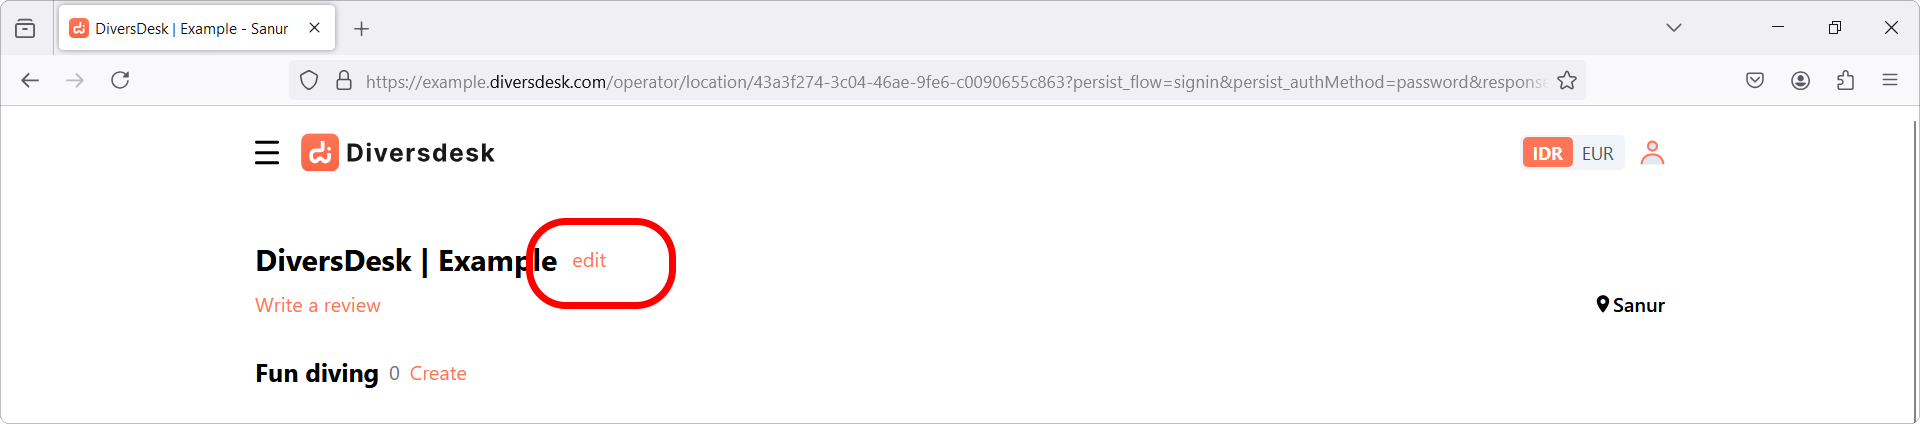 DiversDesk | Example - Sanur
https://example.diversdesk.com/operator/location/43a3f274-3c04-46ae-9fe6-c0090655c863?persist_flow=signin&persist_authMethod=password&response
Diversdesk
IDR EUR
DiversDesk | Example edit
Write a review
Sanur
Fun diving 0 Create